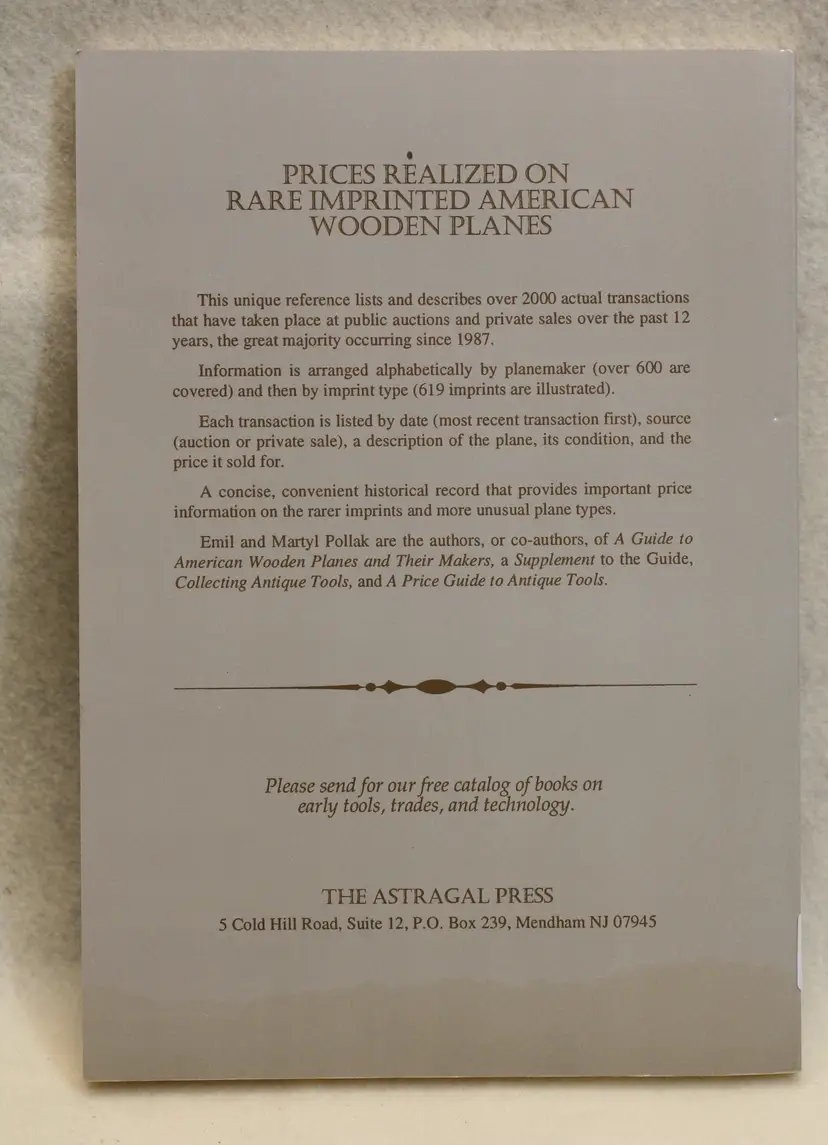 PRICES REALIZED ON
RARE IMPRINTED AMERICAN
WOODEN PLANES
This unique reference lists and describes over 2000 actual transactions
that have taken place at public auctions and private sales over the past 12
years, the great majority occurring since 1987.
Information is arranged alphabetically by planemaker (over 600 are
covered) and then by imprint type (619 imprints are illustrated).
Each transaction is listed by date (most recent transaction first), source
(auction or private sale), a description of the plane, its condition, and the
price it sold for.
A concise, convenient historical record that provides important price
information on the rarer imprints and more unusual plane types.
Emil and Martyl Pollak are the authors, or co-authors, of A Guide to
American Wooden Planes and Their Makers, a Supplement to the Guide,
Collecting Antique Tools, and A Price Guide to Antique Tools.
Please send for our free catalog of books on
early tools, trades, and technology.
THE ASTRAGAL PRESS
5 Cold Hill Road, Suite 12, P.O. Box 239, Mendham NJ 07945